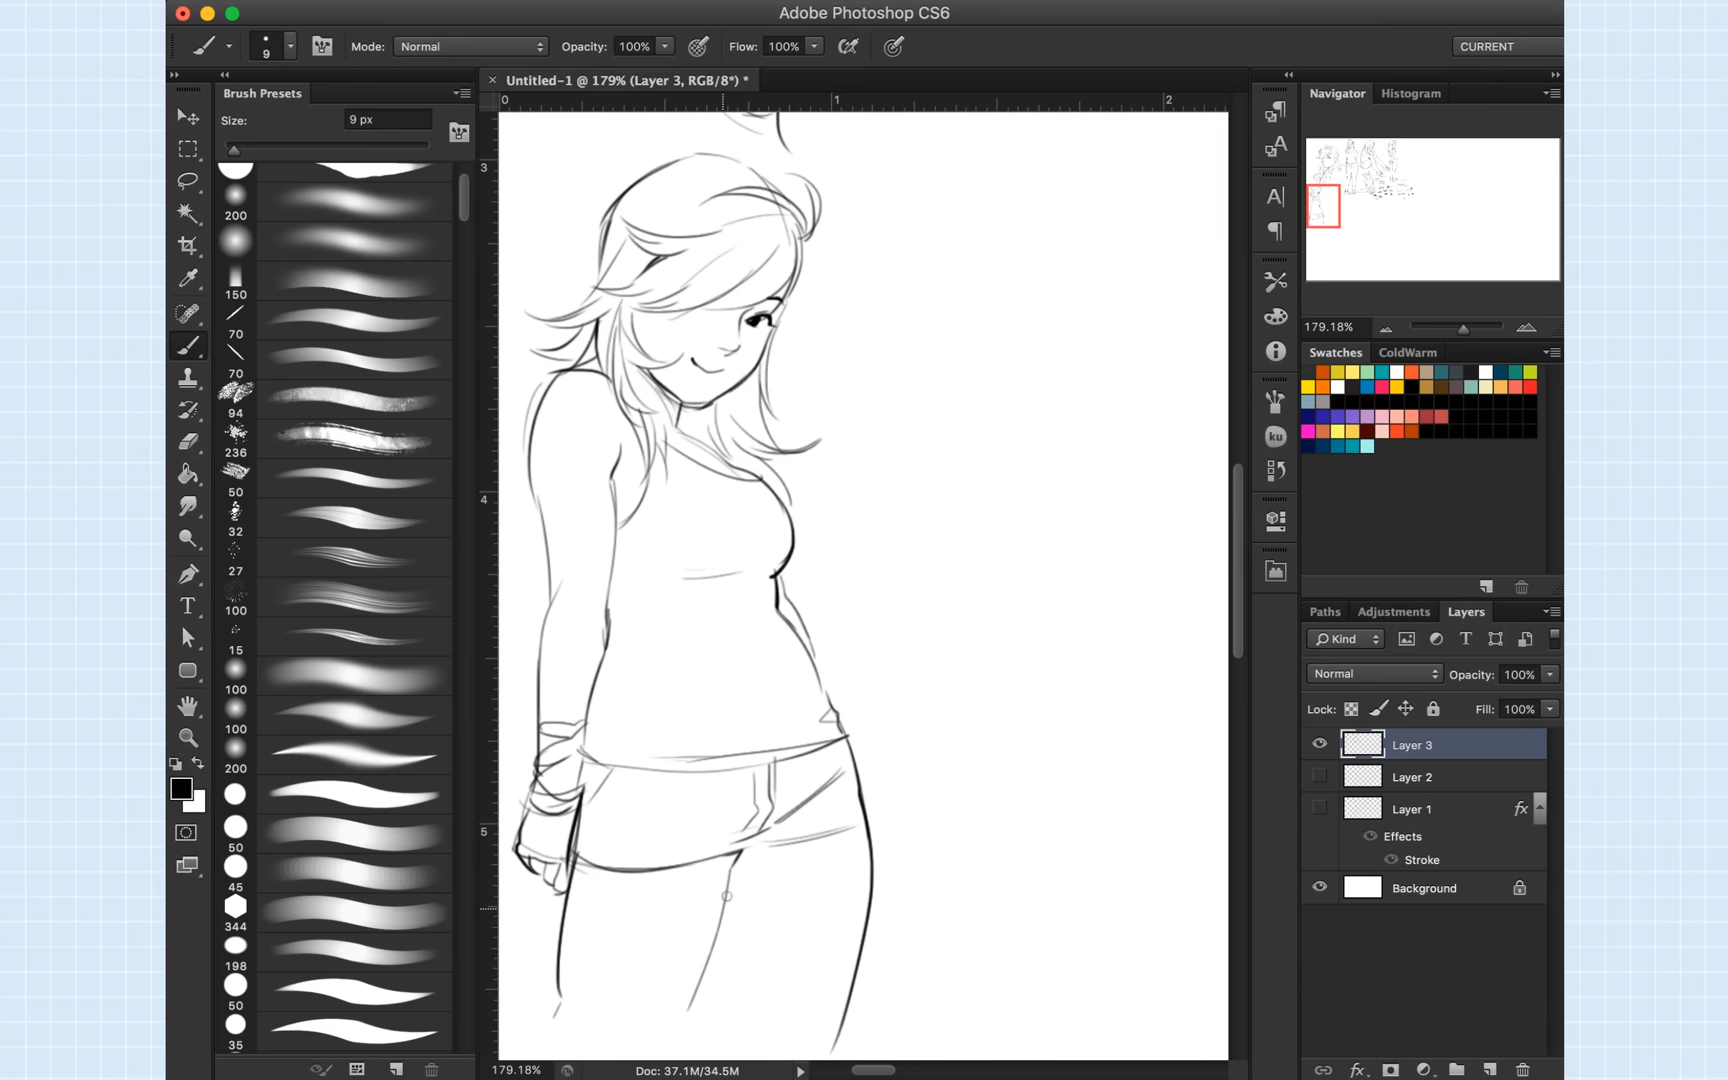 Adobe Photoshop CS6
9
Mode: Normal
Opacity: 100%
Flow: 100%
CURRENT
Brush Presets
Size: 9 px
200
150
70
70
94
236
50
32
27
100
15
100
100
200
50
45
344
198
50
35
× Untitled-1 @ 179% (Layer 3, RGB/8*) *
0
1
2
3
4
5
179.18%
Doc: 37.1M/34.5M
ku
Navigator Histogram
179.18%
Swatches ColdWarm
Paths Adjustments Layers
Kind
Normal Opacity: 100%
Lock: Fill: 100%
Layer 3
Layer 2
Layer 1 fx
Effects
Stroke
Background
fx